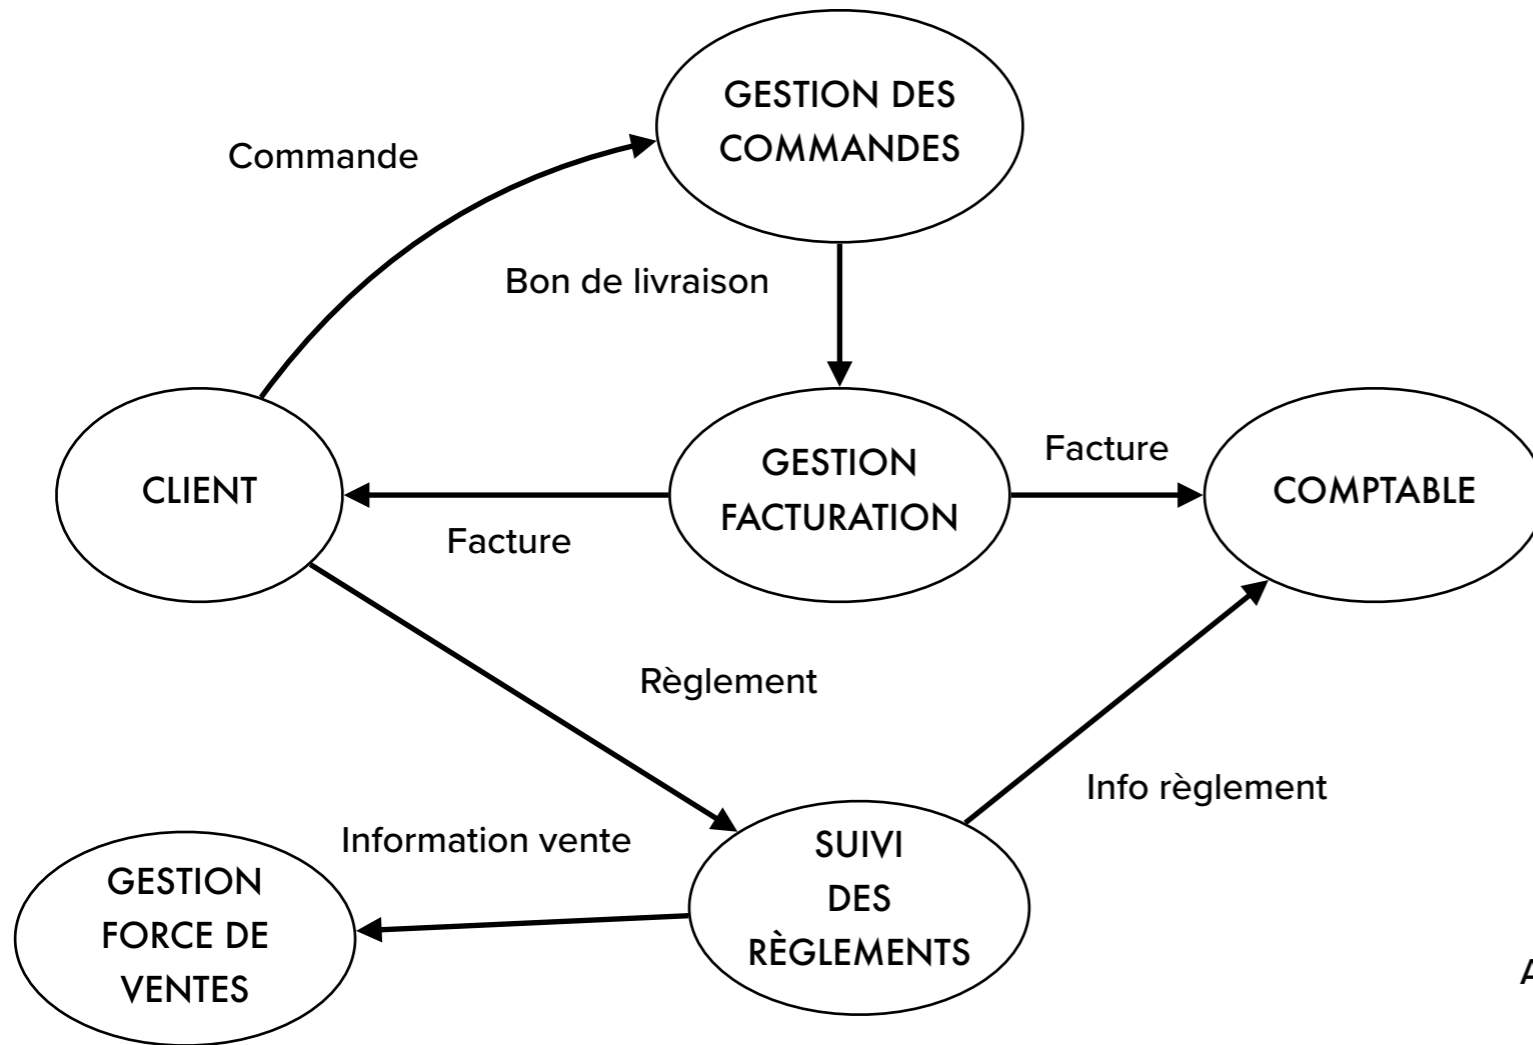 GESTION DES
COMMANDES
Commande
Bon de livraison
CLIENT
GESTION
FACTURATION
Facture
COMPTABLE
Facture
Règlement
Info règlement
Information vente
SUIVI
DES
RÈGLEMENTS
GESTION
FORCE DE
VENTES